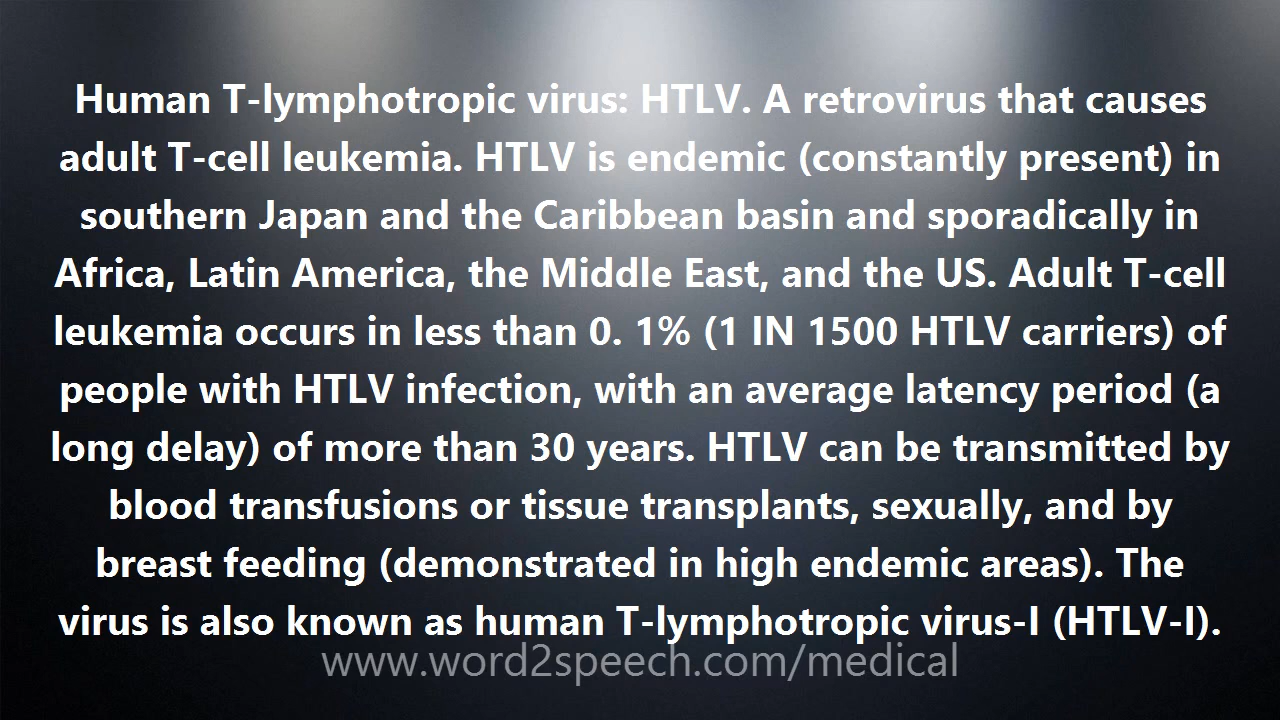 Human T-lymphotropic virus: HTLV. A retrovirus that causes
adult T-cell leukemia. HTLV is endemic (constantly present) in
southern Japan and the Caribbean basin and sporadically in
Africa, Latin America, the Middle East, and the US. Adult T-cell
leukemia occurs in less than 0. 1% (1 IN 1500 HTLV carriers) of
people with HTLV infection, with an average latency period (a
long delay) of more than 30 years. HTLV can be transmitted by
blood transfusions or tissue transplants, sexually, and by
breast feeding (demonstrated in high endemic areas). The
virus is also known as human T-lymphotropic virus-I (HTLV-I).
www.word2speech.com/medical